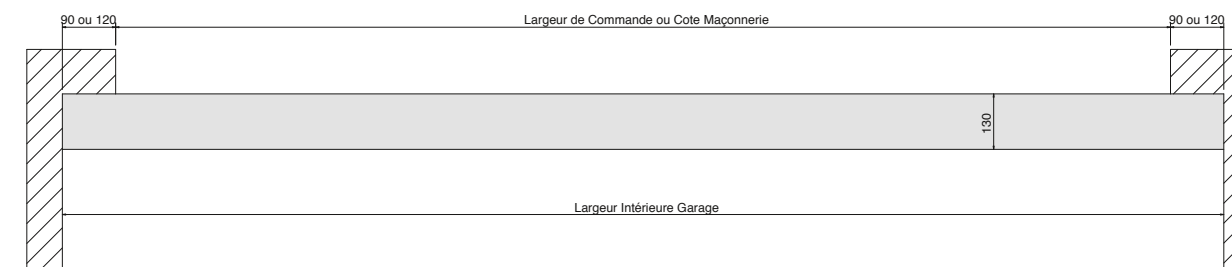 90 ou 120 Largeur de Commande ou Cote Maçonnerie 90 ou 120
130
Largeur Intérieure Garage